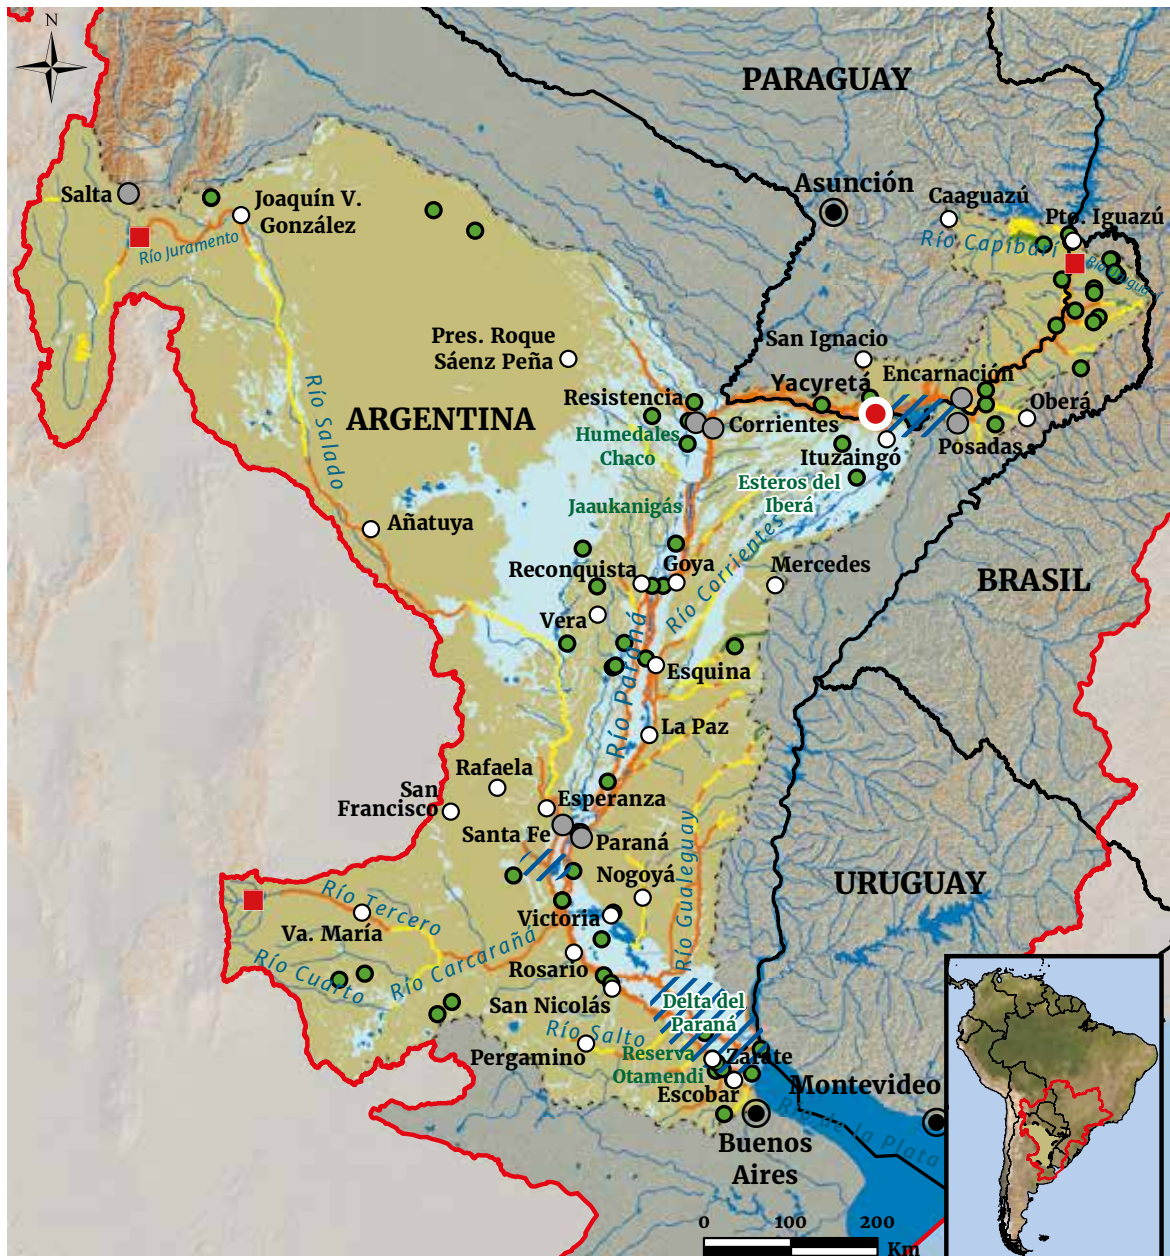 N
PARAGUAY
Asunción
Caaguazú
Pto. Iguazú
Salta
Joaquín V.
González
Río Juramento
Río Capibarí
San Ignacio
Pres. Roque
Sáenz Peña
Yacyretá
Encarnación
Resistencia
Corrientes
Oberá
ARGENTINA
Humedales
Chaco
Ituzaingó
Posadas
Río Salado
Esteros del
Iberá
Jaaukanigás
Añatuya
Río Corrientes
Reconquista
Goya
Mercedes
BRASIL
Vera
Río Paraná
Esquina
La Paz
Rafaela
San
Francisco
Esperanza
Santa Fe
Paraná
Río Gualeguay
Nogoyá
URUGUAY
Río Tercero
Victoria
Va. María
Río Carcarañá
Río Cuarto
Rosario
San Nicolás
Delta del
Paraná
Río Salto
Pergamino
Reserva
Otamendi
Zárate
Escobar
Montevideo
Río de la Plata
Buenos
Aires
0 100 200
Km